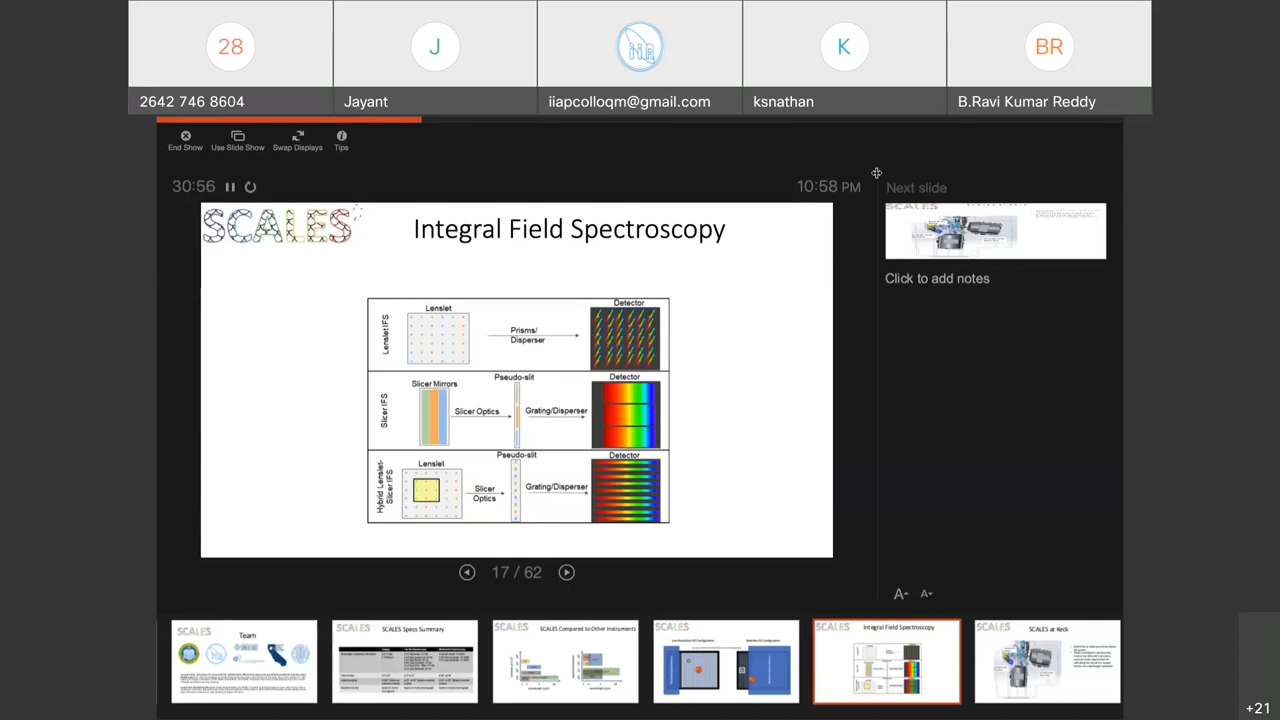 28
J
iiA
K
BR
2642 746 8604
Jayant
iiapcolloqm@gmail.com
ksnathan
B.Ravi Kumar Reddy
End Show
Use Slide Show
Swap Displays
Tips
30:56
10:58 PM
Next slide
SCALES
Integral Field Spectroscopy
SCALES
Click to add notes
Lenslet IFS
Lenslet
Prisms/
Disperser
Detector
Slicer IFS
Slicer Mirrors
Slicer Optics
Pseudo-slit
Grating/Disperser
Detector
Hybrid Lenslet-
Slicer IFS
Lenslet
Slicer
Optics
Pseudo-slit
Grating/Disperser
Detector
17 / 62
A
A
SCALES
Team
SCALES
SCALES Specs Summary
SCALES
SCALES Compared to Other Instruments
SCALES
Integral Field Spectroscopy
SCALES
SCALES at Keck
+21